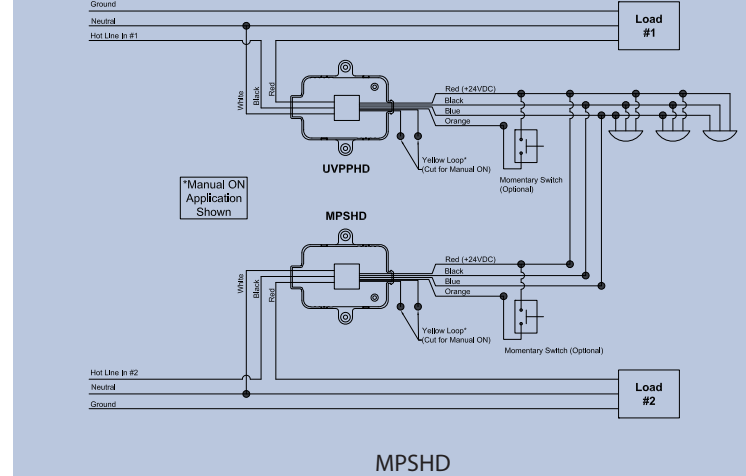 Ground
Neutral
Hot Line In #1
Load
#1
White
Black
Red
Red (+24VDC)
Black
Blue
Orange
UVPPHD
Yellow Loop*
(Cut for Manual ON)
Momentary Switch
(Optional)
*Manual ON
Application
Shown
MPSHD
White
Black
Red
Red (+24VDC)
Black
Blue
Orange
Yellow Loop*
(Cut for Manual ON)
Momentary Switch (Optional)
Hot Line In #2
Neutral
Ground
Load
#2
MPSHD